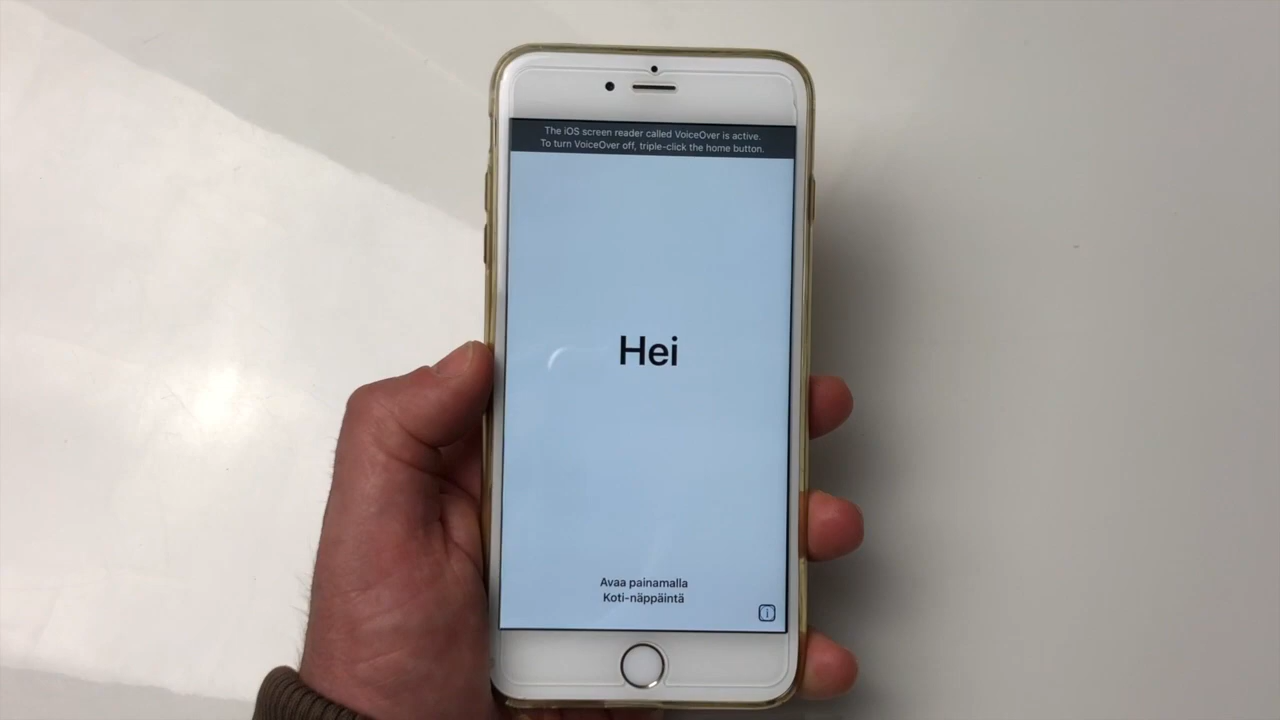 The iOS screen reader called VoiceOver is active.
To turn VoiceOver off, triple-click the home button.
Hei
Avaa painamalla
Koti-näppäintä
i